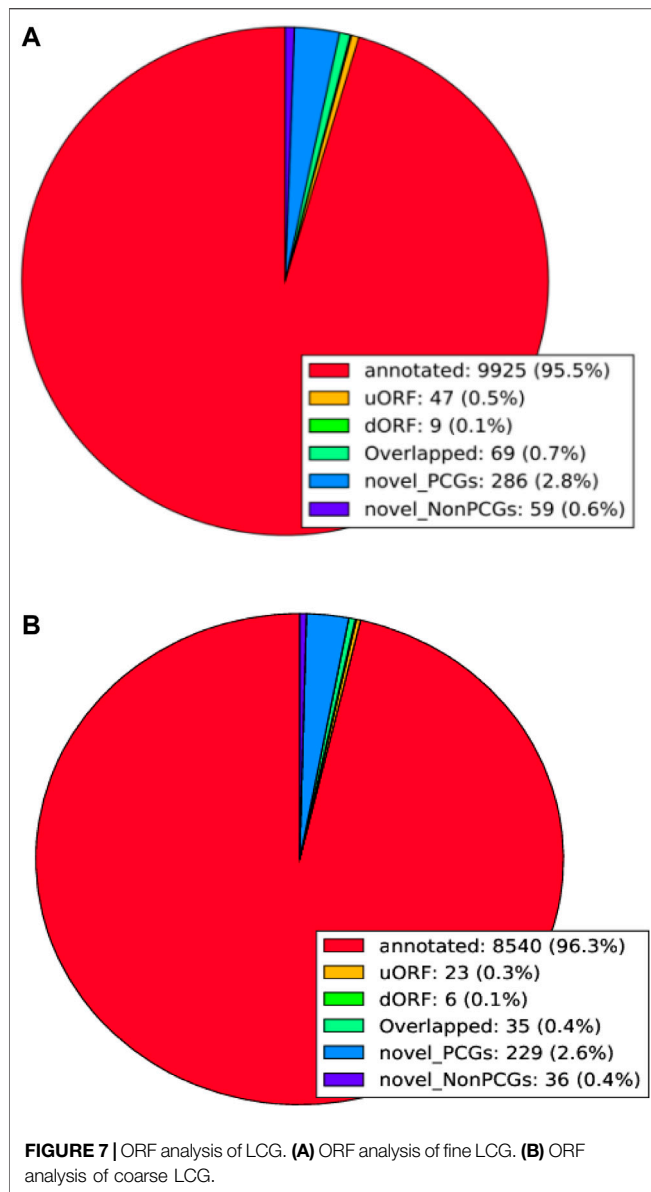 A
annotated: 9925 (95.5%)
uORF: 47 (0.5%)
dORF: 9 (0.1%)
Overlapped: 69 (0.7%)
novel_PCGs: 286 (2.8%)
novel_NonPCGs: 59 (0.6%)
B
annotated: 8540 (96.3%)
uORF: 23 (0.3%)
dORF: 6 (0.1%)
Overlapped: 35 (0.4%)
novel_PCGs: 229 (2.6%)
novel_NonPCGs: 36 (0.4%)
FIGURE 7 | ORF analysis of LCG. (A) ORF analysis of fine LCG. (B) ORF
analysis of coarse LCG.